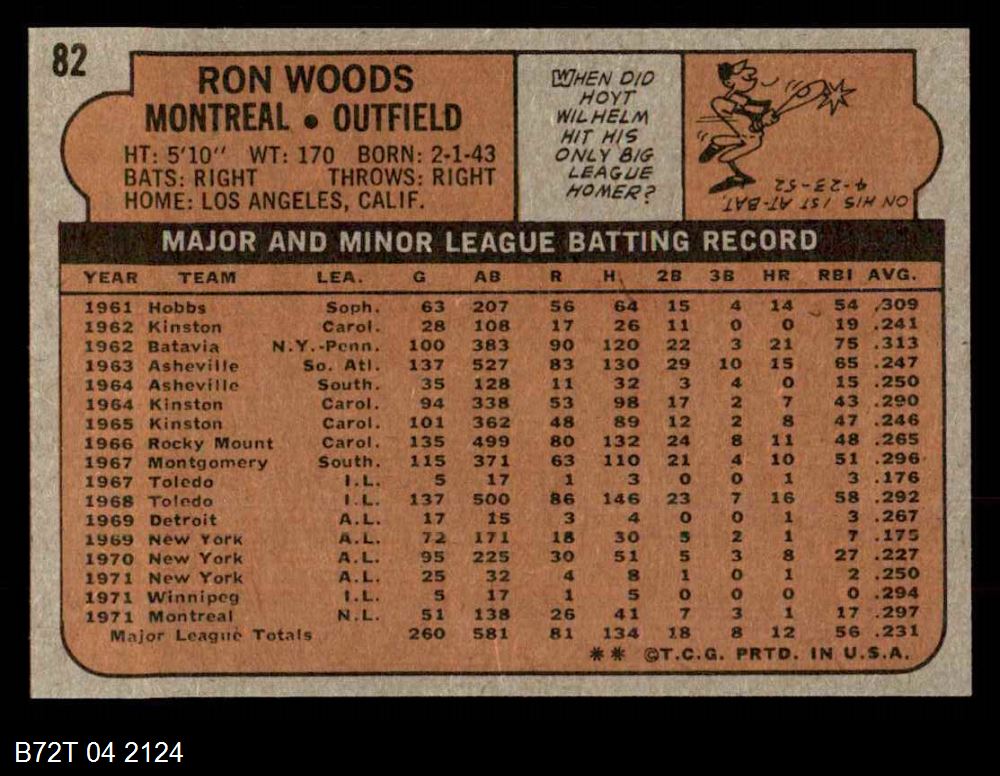 82
RON WOODS
MONTREAL • OUTFIELD
HT: 5'10" WT: 170 BORN: 2-1-43
BATS: RIGHT THROWS: RIGHT
HOME: LOS ANGELES, CALIF.
WHEN DID
HOYT
WILHELM
HIT HIS
ONLY BIG
LEAGUE
HOMER?
ON HIS 1ST AT-BAT
4-23-52
MAJOR AND MINOR LEAGUE BATTING RECORD
YEAR TEAM LEA. G AB R H 2B 3B HR RBI AVG.
1961 Hobbs Soph. 63 207 56 64 15 4 14 54 .309
1962 Kinston Carol. 28 108 17 26 11 0 0 19 .241
1962 Batavia N.Y.-Penn. 100 383 90 120 22 3 21 75 .313
1963 Asheville So. Atl. 137 527 83 130 29 10 15 65 .247
1964 Asheville South. 35 128 11 32 3 4 0 15 .250
1964 Kinston Carol. 94 338 53 98 17 2 7 43 .290
1965 Kinston Carol. 101 362 48 89 12 2 8 47 .246
1966 Rocky Mount Carol. 135 499 80 132 24 8 11 48 .265
1967 Montgomery South. 115 371 63 110 21 4 10 51 .296
1967 Toledo I.L. 5 17 1 3 0 0 1 3 .176
1968 Toledo I.L. 137 500 86 146 23 7 16 58 .292
1969 Detroit A.L. 17 15 3 4 0 0 1 3 .267
1969 New York A.L. 72 171 18 30 5 2 1 7 .175
1970 New York A.L. 95 225 30 51 5 3 8 27 .227
1971 New York A.L. 25 32 4 8 1 0 1 2 .250
1971 Winnipeg I.L. 5 17 1 5 0 0 0 0 .294
1971 Montreal N.L. 51 138 26 41 7 3 1 17 .297
Major League Totals 260 581 81 134 18 8 12 56 .231
** ©T.C.G. PRTD. IN U.S.A.
B72T 04 2124